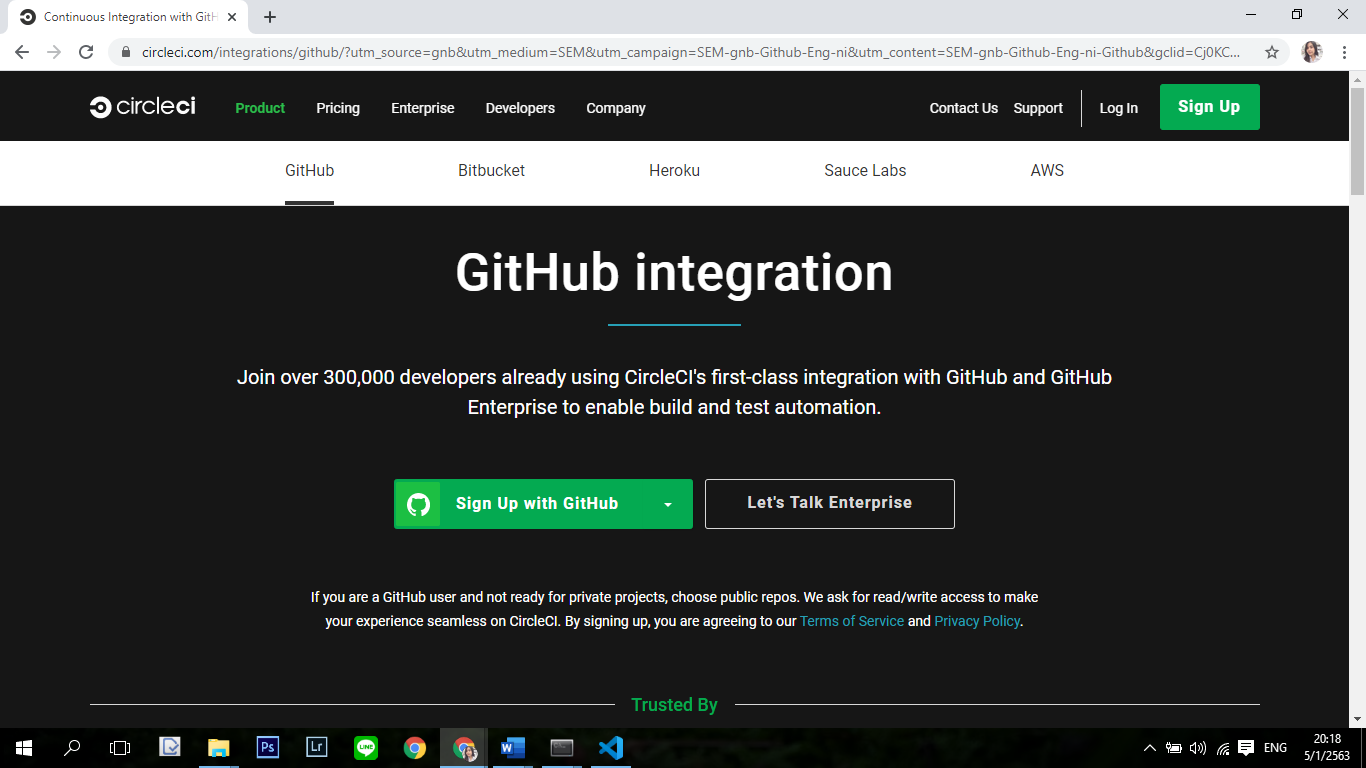 Continuous Integration with GitH
circleci.com/integrations/github/?utm_source=gnb&utm_medium=SEM&utm_campaign=SEM-gnb-Github-Eng-ni&utm_content=SEM-gnb-Github-Eng-ni-Github&gclid=Cj0KC...
circleci Product Pricing Enterprise Developers Company Contact Us Support Log In Sign Up
GitHub Bitbucket Heroku Sauce Labs AWS
GitHub integration
Join over 300,000 developers already using CircleCI's first-class integration with GitHub and GitHub
Enterprise to enable build and test automation.
Sign Up with GitHub Let's Talk Enterprise
If you are a GitHub user and not ready for private projects, choose public repos. We ask for read/write access to make
your experience seamless on CircleCI. By signing up, you are agreeing to our Terms of Service and Privacy Policy.
Trusted By
Ps Lr LINE W ENG 20:18
5/1/2563